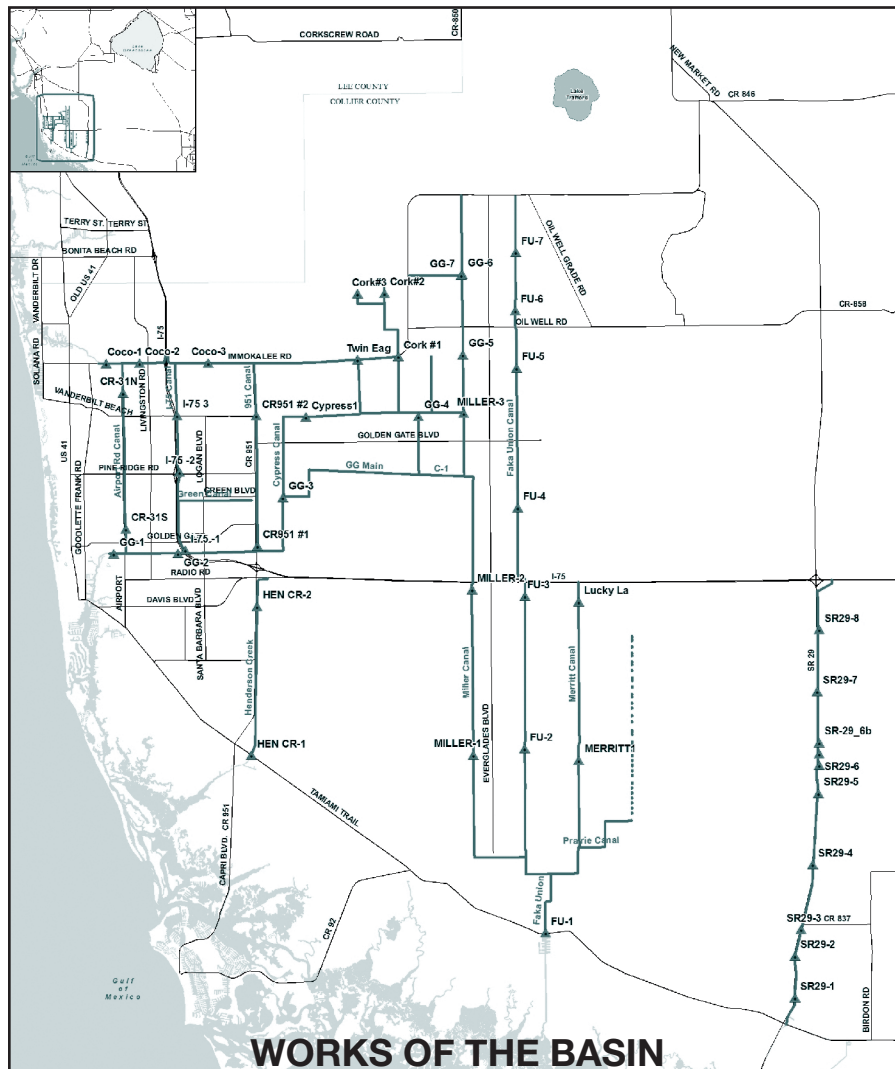 CORKSCREW ROAD
CR-850
NEW MARKET RD
CR 846
LEE COUNTY
COLLIER COUNTY
Lake
Trafford
TERRY ST.
TERRY ST.
BONITA BEACH RD
OLD US 41
VANDERBILT DR
I-75
OIL WELL GRADE RD
FU-7
GG-7
GG-6
Cork#3
Cork#2
FU-6
CR-858
OIL WELL RD
SOLANA RD
Coco-1
Coco-2
Coco-3
IMMOKALEE RD
Twin Eag
Cork #1
GG-5
FU-5
CR-31N
LIVINGSTON RD
I-75 Canal
951 Canal
VANDERBILT BEACH
I-75 3
CR951 #2
Cypress1
GG-4
MILLER-3
Faka Union Canal
US 41
Airport Rd Canal
LOGAN BLVD
CR 951
Cypress Canal
GOLDEN GATE BLVD
PINE RIDGE RD
I-75 -2
GG Main
C-1
GOODLETTE FRANK RD
Green Canal
GREEN BLVD
GG-3
FU-4
CR-31S
GG-1
GOLDEN G
I-75 -1
CR951 #1
GG-2
RADIO RD
I-75
MILLER-2
FU-3
Lucky La
AIRPORT
DAVIS BLVD
HEN CR-2
SANTA BARBARA BLVD
Henderson Creek
Miller Canal
Merritt Canal
SR 29
SR29-8
SR29-7
SR-29_6b
SR29-6
SR29-5
HEN CR-1
MILLER-1
EVERGLADES BLVD
FU-2
MERRITT1
TAMIAMI TRAIL
CAPRI BLVD.
CR 951
Prairie Canal
SR29-4
CR 92
Faka Union
FU-1
SR29-3
CR 837
SR29-2
SR29-1
BIRDON RD
Gulf
of
Mexico
WORKS OF THE BASIN